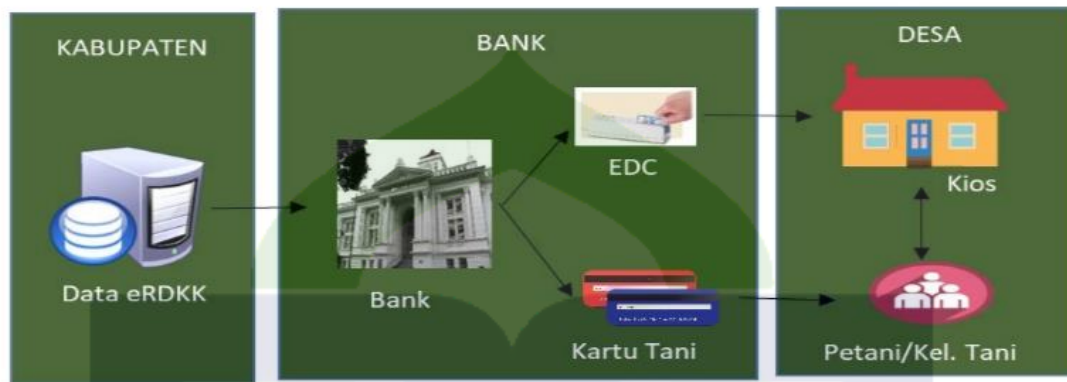 KABUPATEN
Data eRDKK
BANK
Bank
EDC
Kartu Tani
DESA
Kios
Petani/Kel. Tani